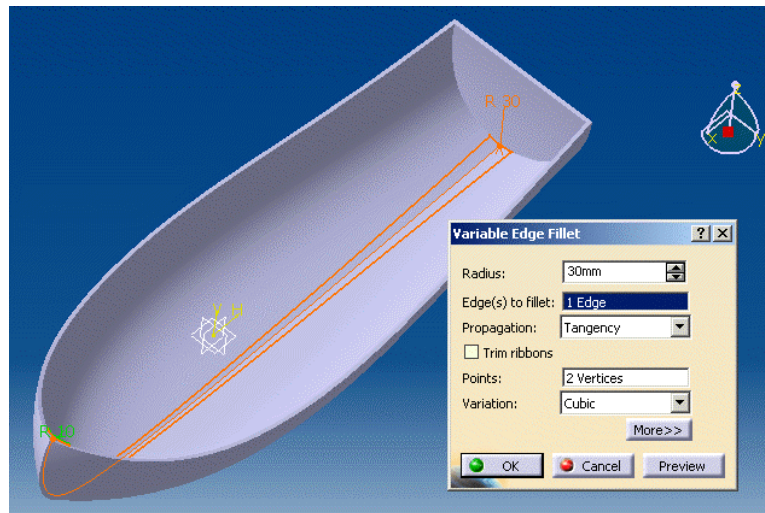 R 30
z
x
y
V H
R 30
Variable Edge Fillet
Radius: 30mm
Edge(s) to fillet: 1 Edge
Propagation: Tangency
Trim ribbons
Points: 2 Vertices
Variation: Cubic
More>>
OK Cancel Preview